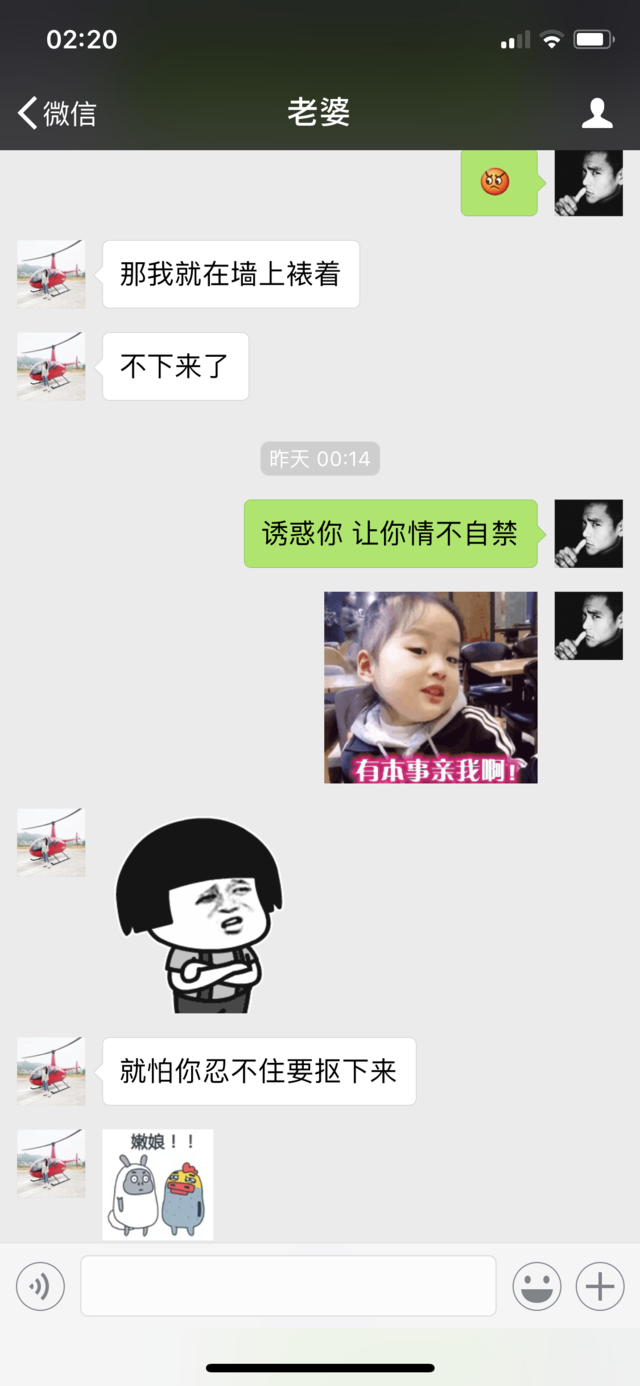 02:20
微信
老婆
那我就在墙上裱着
不下来了
昨天 00:14
诱惑你 让你情不自禁
有本事亲我啊!
就怕你忍不住要抠下来
嫩娘！！